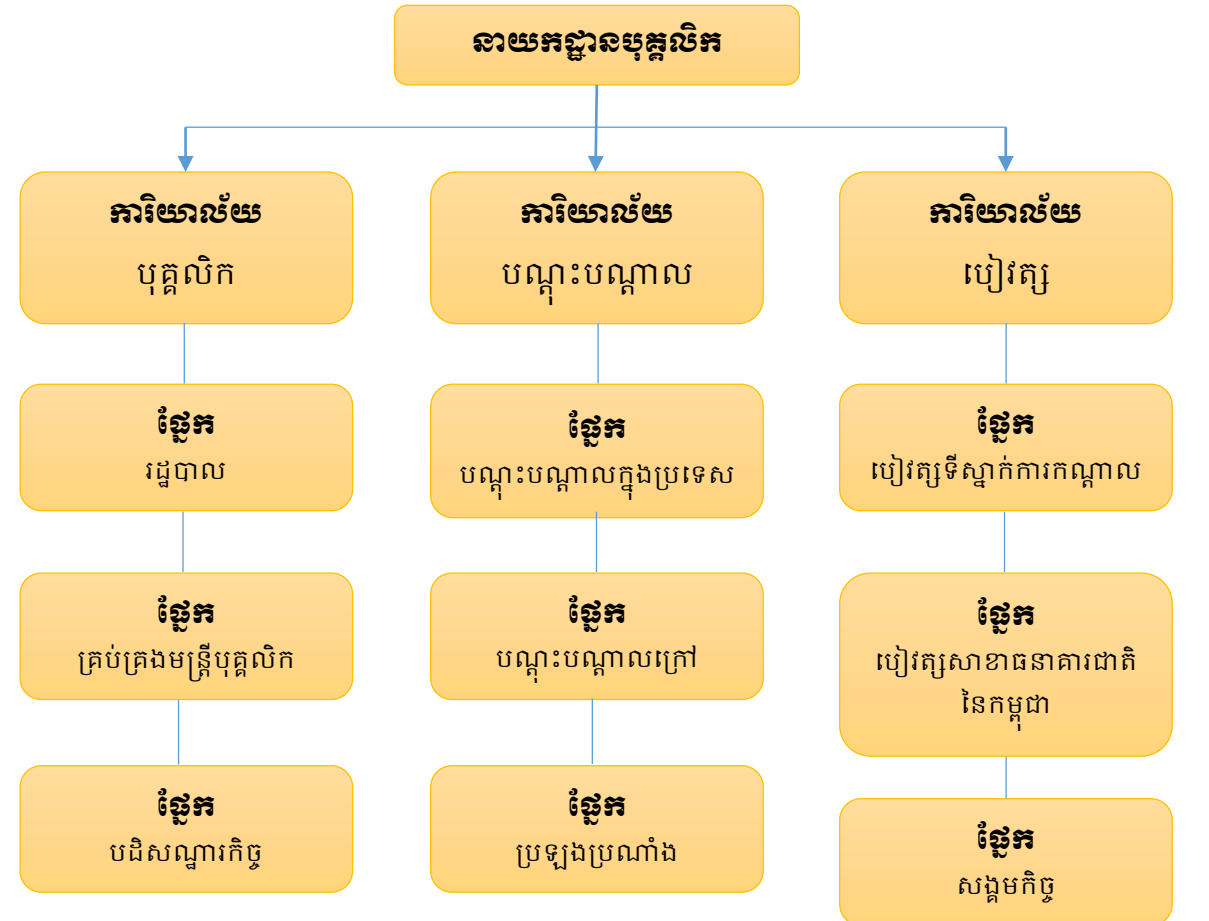 នាយកដ្ឋានបុគ្គលិក
ការិយាល័យ
បុគ្គលិក
ការិយាល័យ
បណ្តុះបណ្តាល
ការិយាល័យ
បៀវត្ស
ផ្នែក
រដ្ឋបាល
ផ្នែក
បណ្តុះបណ្តាលក្នុងប្រទេស
ផ្នែក
បៀវត្សទីស្នាក់ការកណ្តាល
ផ្នែក
គ្រប់គ្រងមន្ត្រីបុគ្គលិក
ផ្នែក
បណ្តុះបណ្តាលក្រៅ
ផ្នែក
បៀវត្សសាខាធនាគារជាតិ
នៃកម្ពុជា
ផ្នែក
បដិសណ្ឋារកិច្ច
ផ្នែក
ប្រឡងប្រណាំង
ផ្នែក
សង្គមកិច្ច